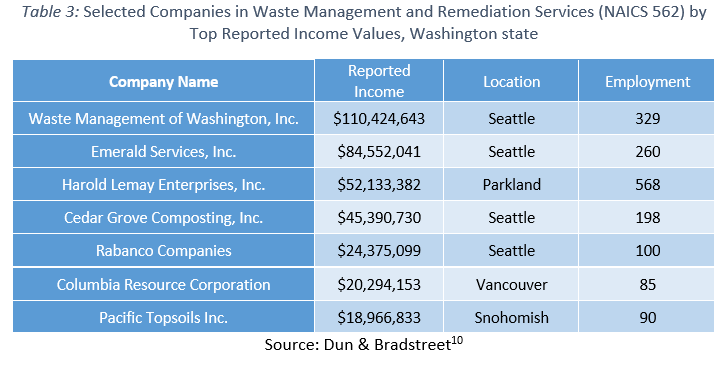 Table 3: Selected Companies in Waste Management and Remediation Services (NAICS 562) by
Top Reported Income Values, Washington state
Company Name Reported Income Location Employment
Waste Management of Washington, Inc. $110,424,643 Seattle 329
Emerald Services, Inc. $84,552,041 Seattle 260
Harold Lemay Enterprises, Inc. $52,133,382 Parkland 568
Cedar Grove Composting, Inc. $45,390,730 Seattle 198
Rabanco Companies $24,375,099 Seattle 100
Columbia Resource Corporation $20,294,153 Vancouver 85
Pacific Topsoils Inc. $18,966,833 Snohomish 90
Source: Dun & Bradstreet10